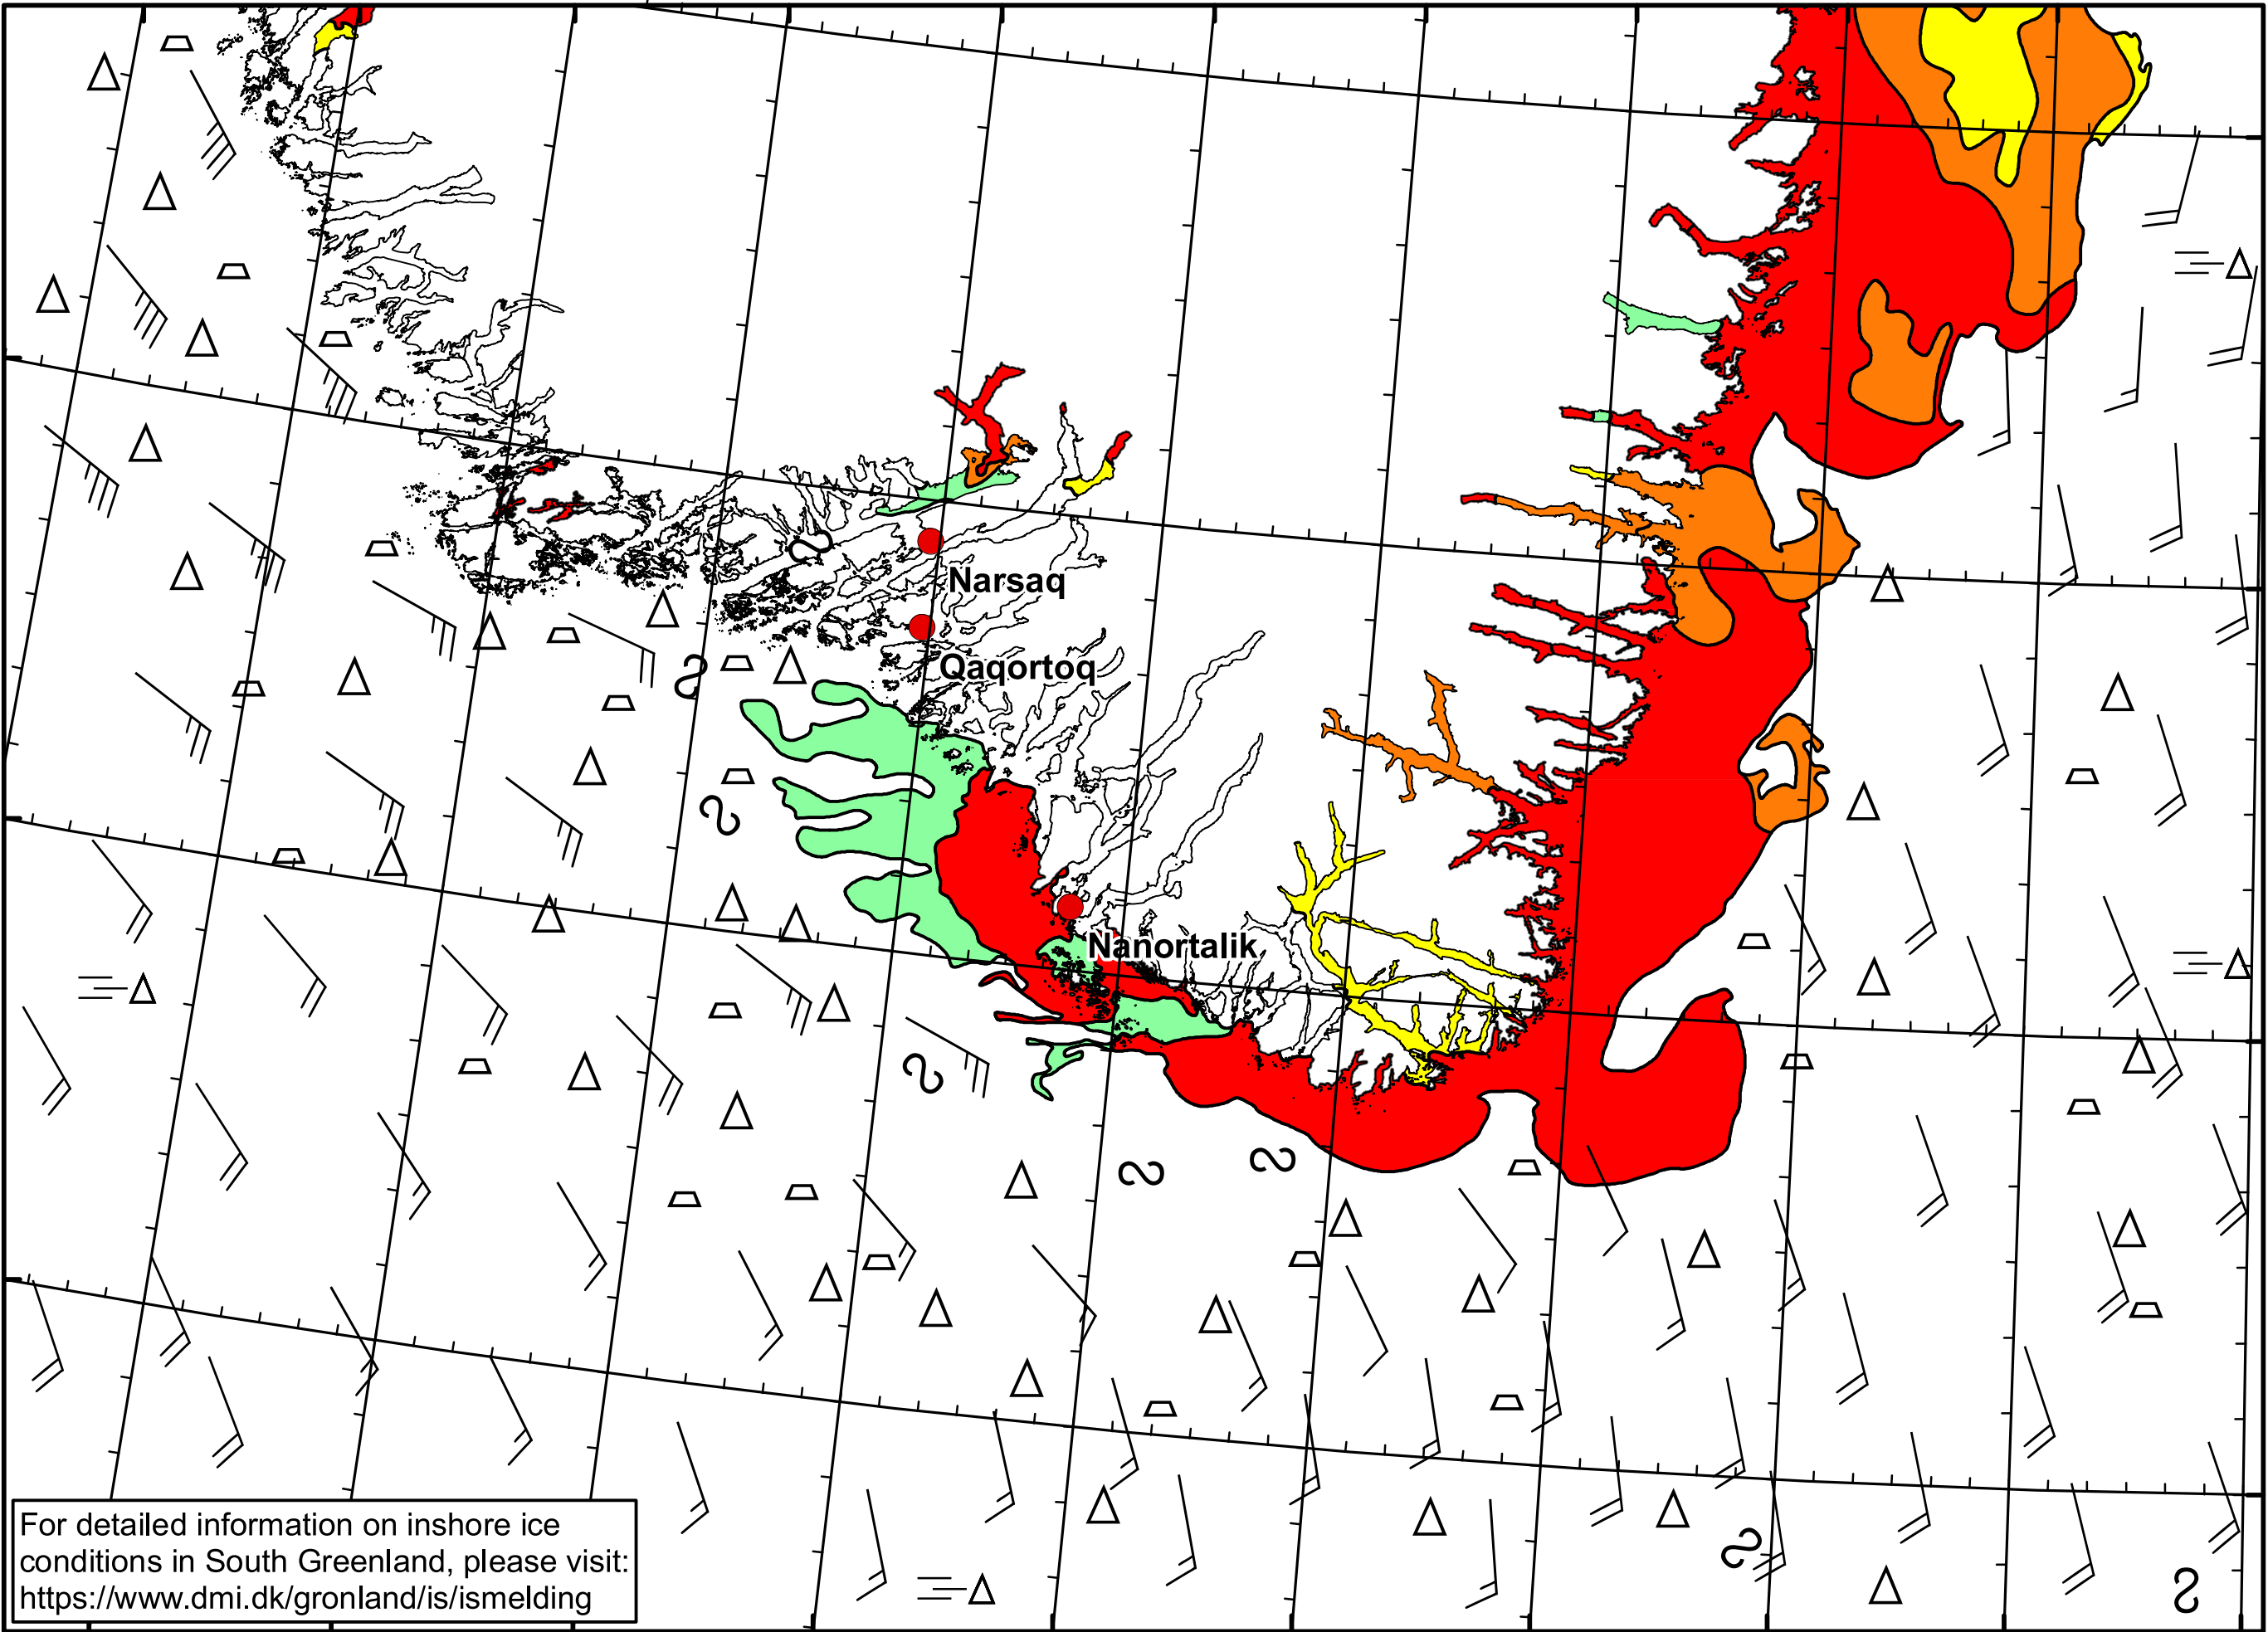 Narsaq
Qaqortoq
Nanortalik
For detailed information on inshore ice
conditions in South Greenland, please visit:
https://www.dmi.dk/gronland/is/ismelding